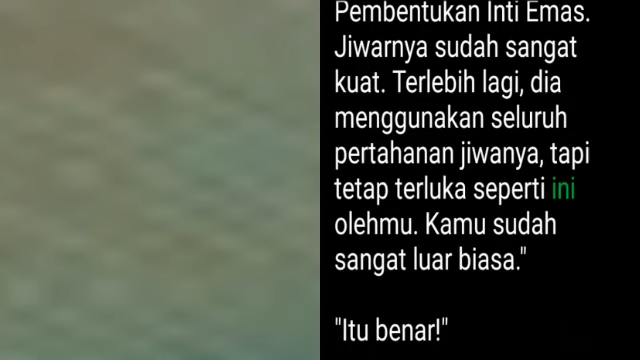 Pembentukan Inti Emas.
Jiwarnya sudah sangat
kuat. Terlebih lagi, dia
menggunakan seluruh
pertahanan jiwanya, tapi
tetap terluka seperti ini
olehmu. Kamu sudah
sangat luar biasa."
"Itu benar!"